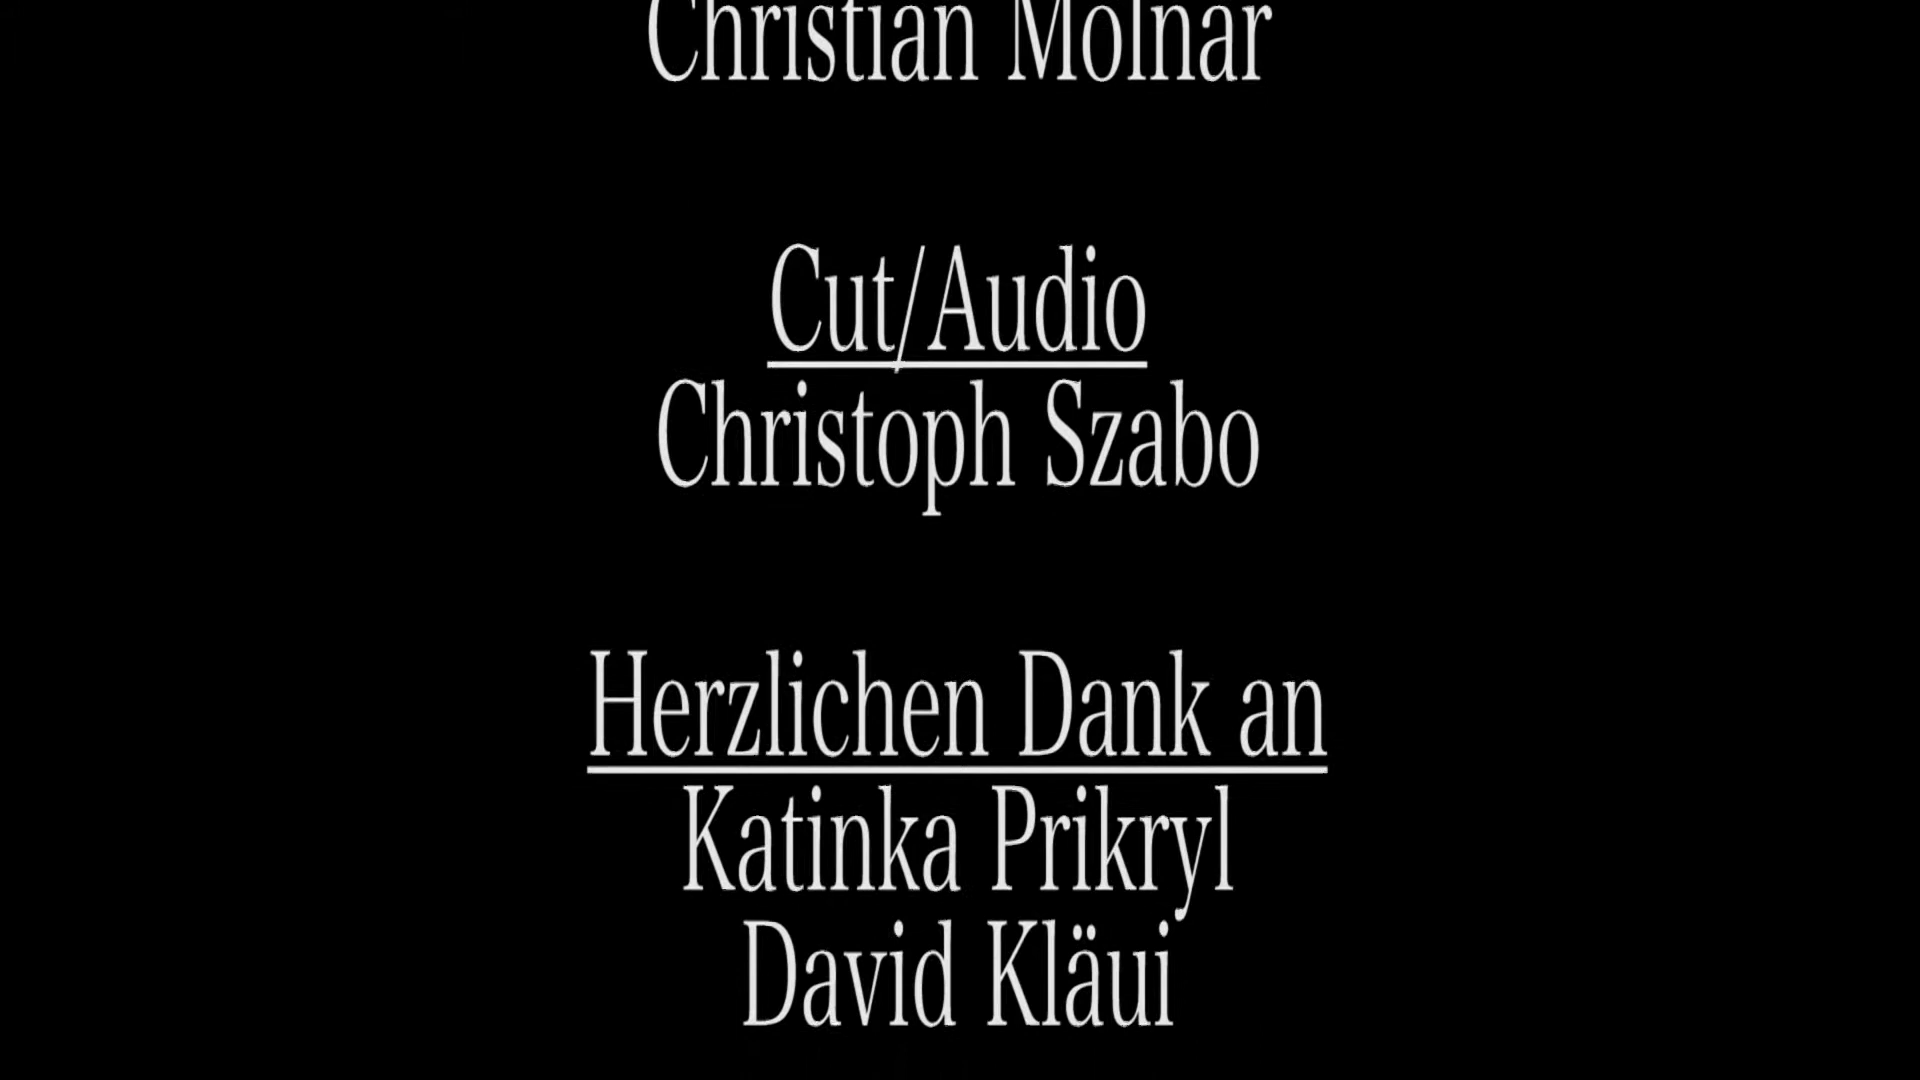 Christian Molnar
Cut/Audio
Christoph Szabo
Herzlichen Dank an
Katinka Prikryl
David Kläui